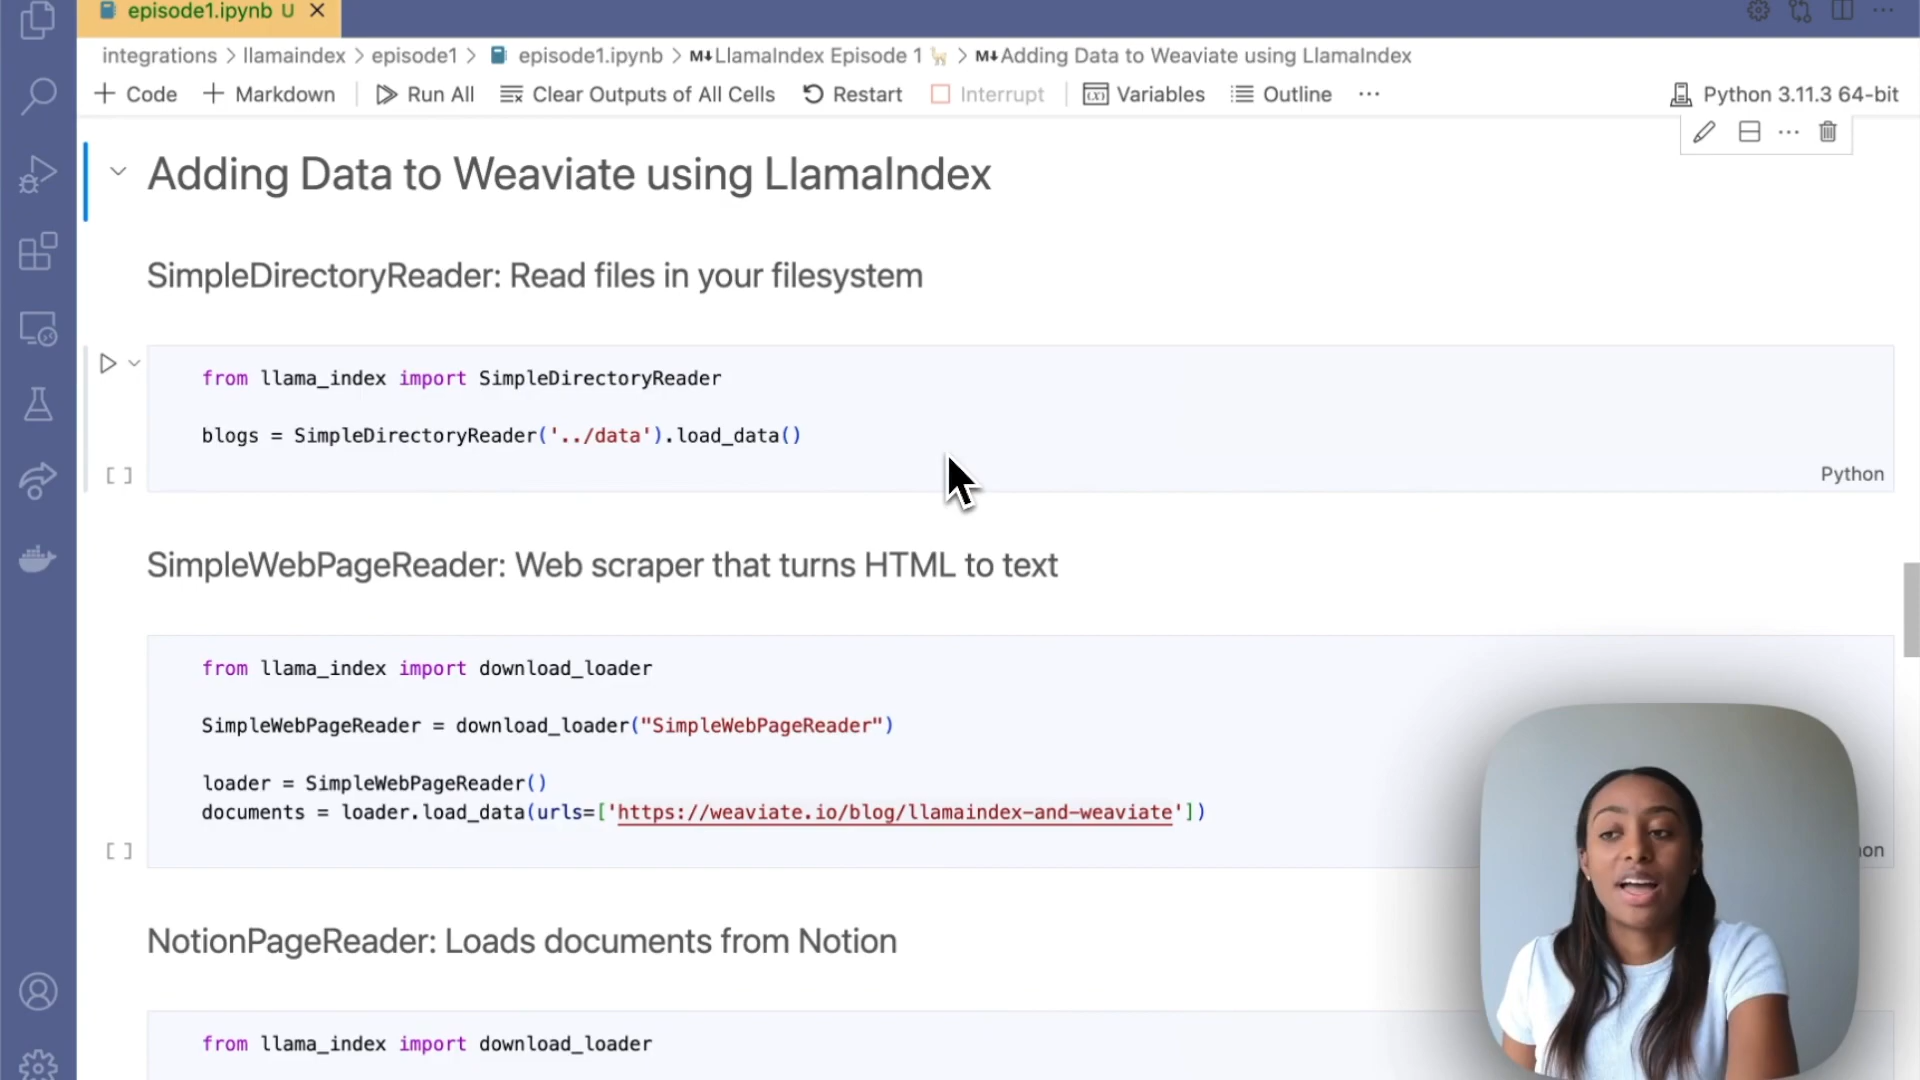 episode1.ipynb U
integrations > llamaindex > episode1 > episode1.ipynb > M↓LlamaIndex Episode 1 🦙 > M↓Adding Data to Weaviate using LlamaIndex
+ Code + Markdown Run All Clear Outputs of All Cells Restart Interrupt Variables Outline ... Python 3.11.3 64-bit
Adding Data to Weaviate using LlamaIndex
SimpleDirectoryReader: Read files in your filesystem
from llama_index import SimpleDirectoryReader
blogs = SimpleDirectoryReader('../data').load_data()
[ ]
Python
SimpleWebPageReader: Web scraper that turns HTML to text
from llama_index import download_loader
SimpleWebPageReader = download_loader("SimpleWebPageReader")
loader = SimpleWebPageReader()
documents = loader.load_data(urls=['https://weaviate.io/blog/llamaindex-and-weaviate'])
[ ]
on
NotionPageReader: Loads documents from Notion
from llama_index import download_loader